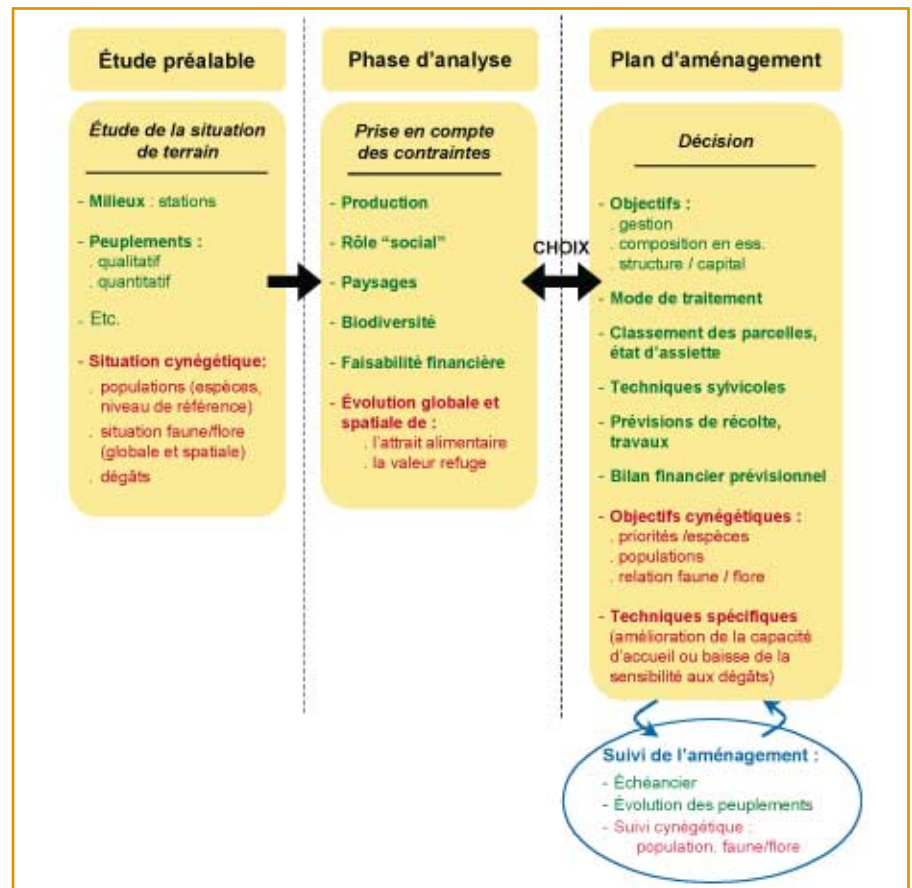 Étude préalable
Étude de la situation
de terrain
- Milieux : stations
- Peuplements :
. qualitatif
. quantitatif
. Etc.
- Situation cynégétique:
. populations (espèces,
niveau de référence)
. situation faune/flore
(globale et spatiale)
. dégâts
Phase d'analyse
Prise en compte
des contraintes
- Production
- Rôle "social"
- Paysages
- Biodiversité
- Faisabilité financière
- Évolution globale et
spatiale de :
. l'attrait alimentaire
. la valeur refuge
CHOIX
Plan d'aménagement
Décision
- Objectifs :
. gestion
. composition en ess.
. structure / capital
- Mode de traitement
- Classement des parcelles,
état d'assiette
- Techniques sylvicoles
- Prévisions de récolte,
travaux
- Bilan financier prévisionnel
- Objectifs cynégétiques :
. priorités /espèces
. populations
. relation faune / flore
- Techniques spécifiques
(amélioration de la capacité
d'accueil ou baisse de la
sensibilité aux dégâts)
Suivi de l'aménagement :
- Échéancier
- Évolution des peuplements
- Suivi cynégétique :
population, faune/flore